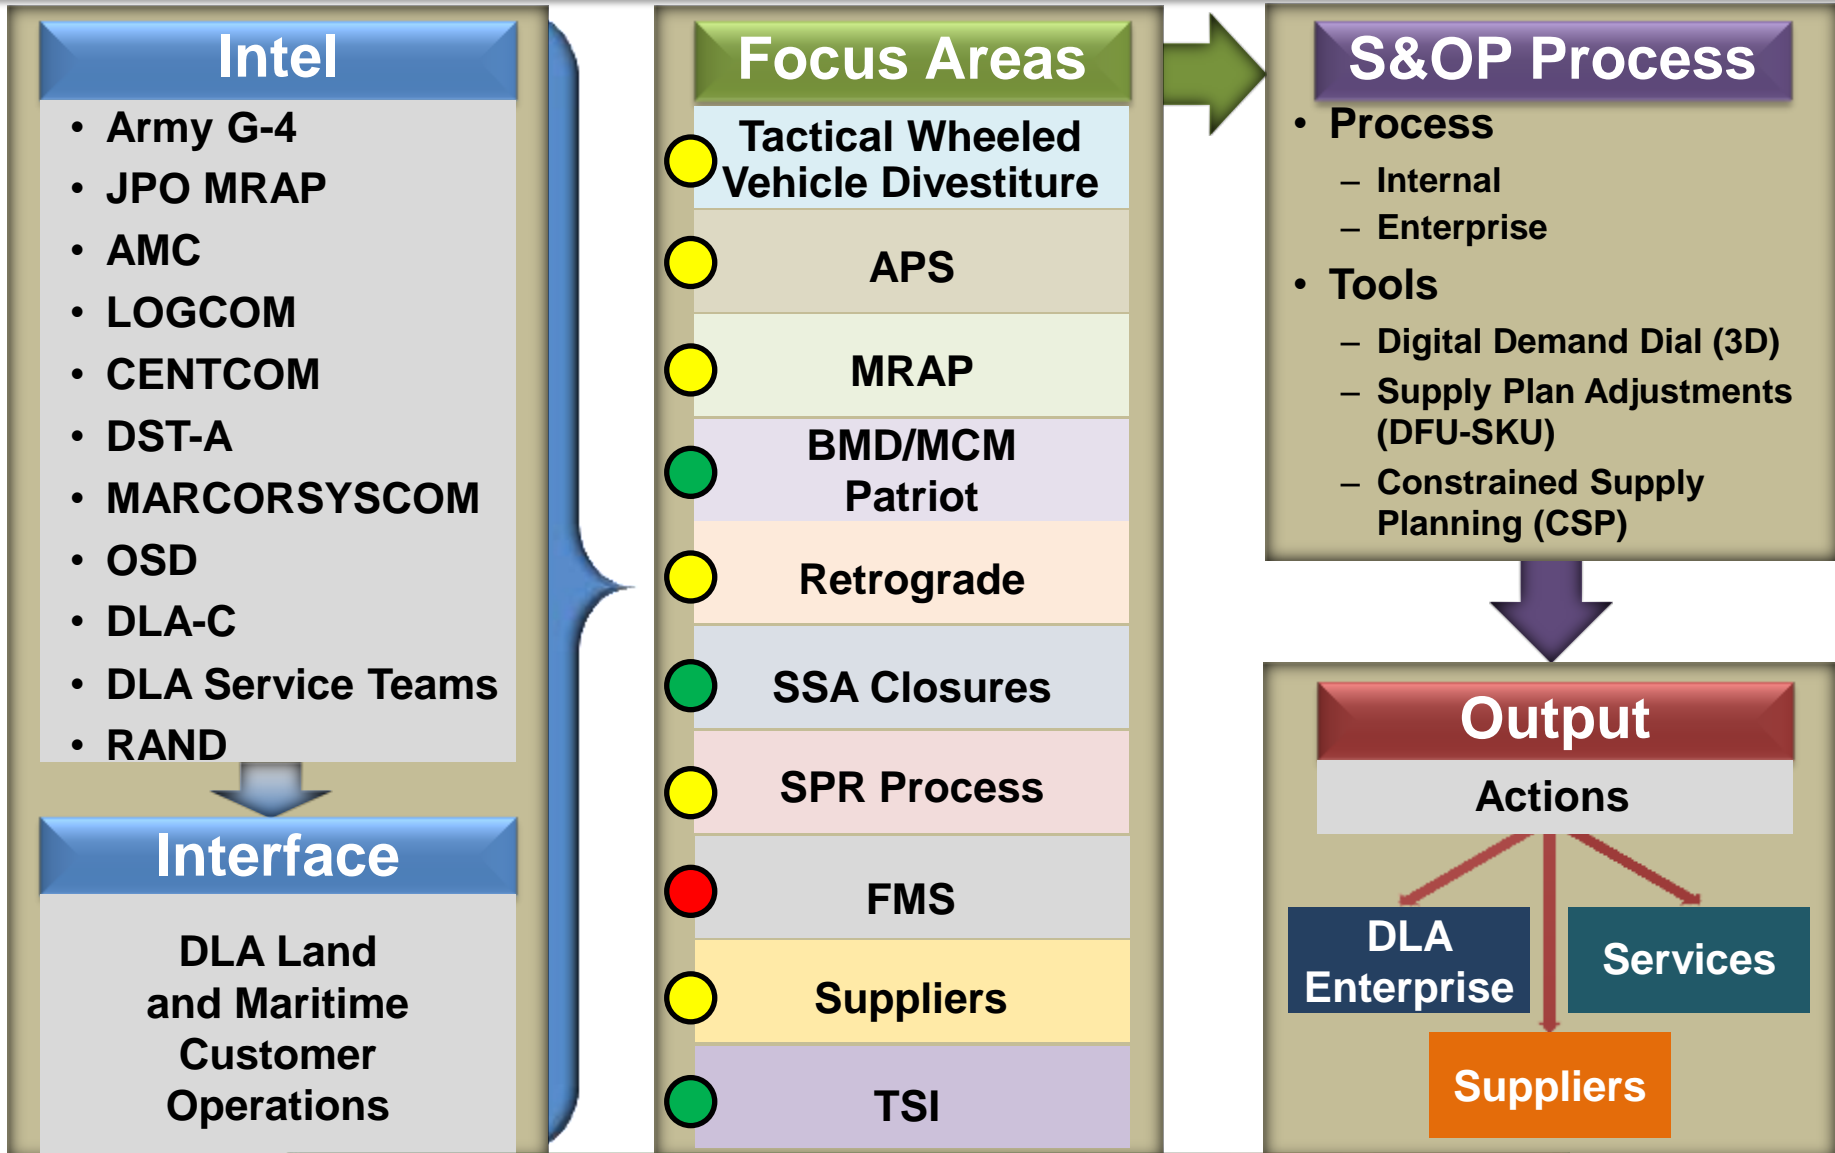 Intel
• Army G-4
• JPO MRAP
• AMC
• LOGCOM
• CENTCOM
• DST-A
• MARCORSYSCOM
• OSD
• DLA-C
• DLA Service Teams
• RAND
Interface
DLA Land
and Maritime
Customer
Operations
Focus Areas
Tactical Wheeled
Vehicle Divestiture
APS
MRAP
BMD/MCM
Patriot
Retrograde
SSA Closures
SPR Process
FMS
Suppliers
TSI
S&OP Process
• Process
– Internal
– Enterprise
• Tools
– Digital Demand Dial (3D)
– Supply Plan Adjustments
(DFU-SKU)
– Constrained Supply
Planning (CSP)
Output
Actions
DLA
Enterprise
Services
Suppliers